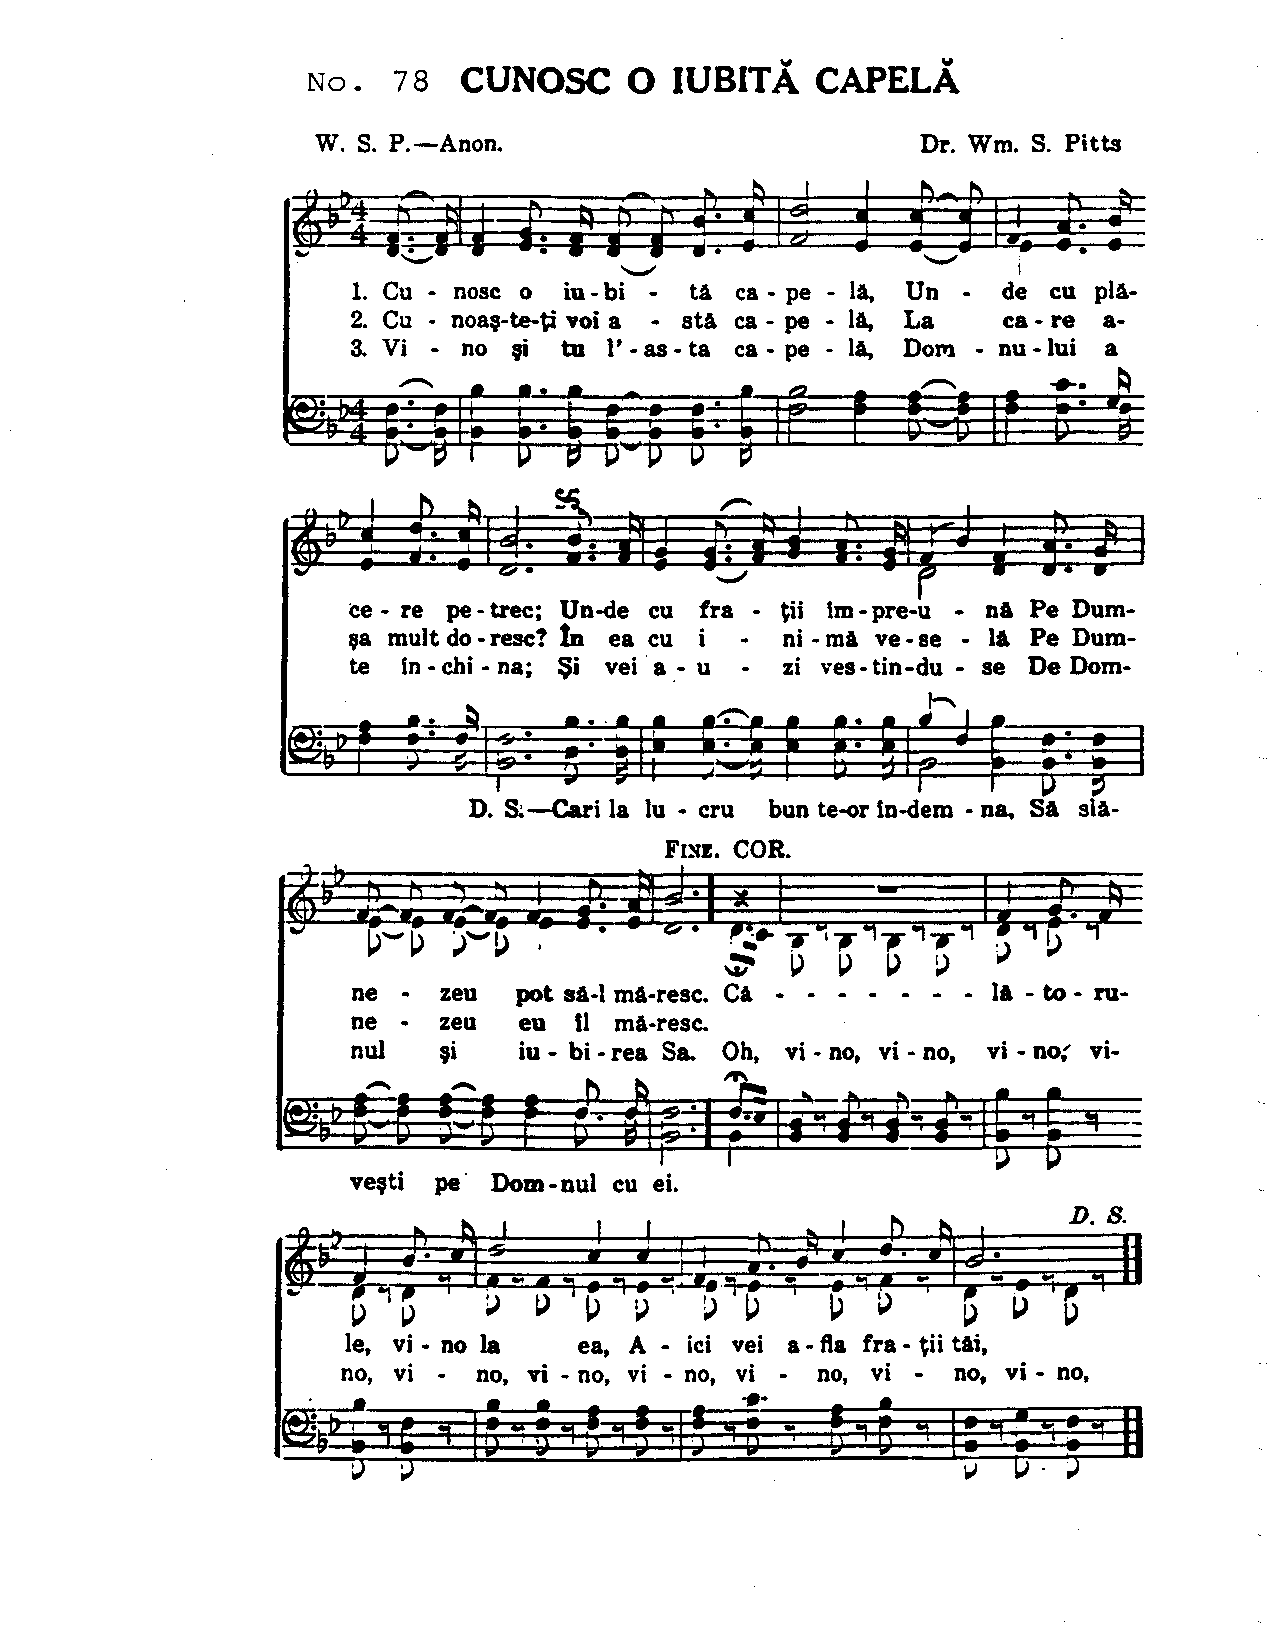 No. 78 CUNOSC O IUBITĂ CAPELĂ
W. S. P.—Anon. Dr. Wm. S. Pitts
1. Cu - nosc o iu - bi - tă ca - pe - lă, Un - de cu plă-
2. Cu - noaş-te-ţi voi a - stă ca - pe - lă, La ca - re a-
3. Vi - no şi tu l' - as - ta ca - pe - lă, Dom - nu - lui a
ce - re pe - trec; Un-de cu fra - ţii îm-pre-u - nă Pe Dum-
şa mult do - resc? În ea cu i - ni - mă ve - se - lă Pe Dum-
te în - chi - na; Şi vei a - u - zi ves - tin-du - se De Dom-
D. S.—Cari la lu - cru bun te-or în-dem - na, Să slă-
FINE. COR.
ne - zeu pot să-l mă-resc. Că - - - - - - - lă - to - ru-
ne - zeu eu îl mă-resc.
nul şi iu - bi - rea Sa. Oh, vi - no, vi - no, vi - no, vi-
veşti pe Dom-nul cu ei.
D. S.
le, vi - no la ea, A - ici vei a - fla fra - ţii tăi,
no, vi - no, vi - no, vi - no, vi - no, vi - no, vi - no,